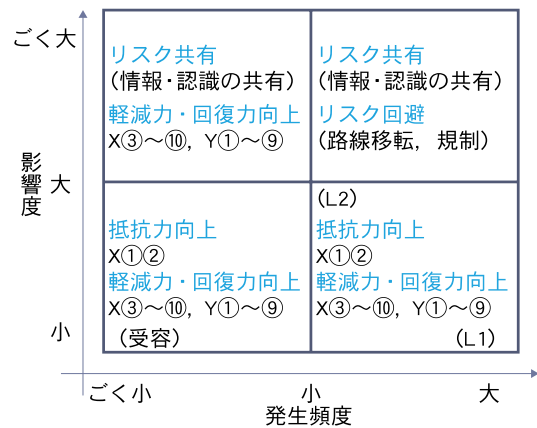 ごく大
影響度
大
小
リスク共有
(情報・認識の共有)
軽減力・回復力向上
X③~⑩, Y①~⑨
リスク共有
(情報・認識の共有)
リスク回避
(路線移転, 規制)
抵抗力向上
X①②
軽減力・回復力向上
X③~⑩, Y①~⑨
(受容)
(L2)
抵抗力向上
X①②
軽減力・回復力向上
X③~⑩, Y①~⑨
(L1)
ごく小
小
大
発生頻度